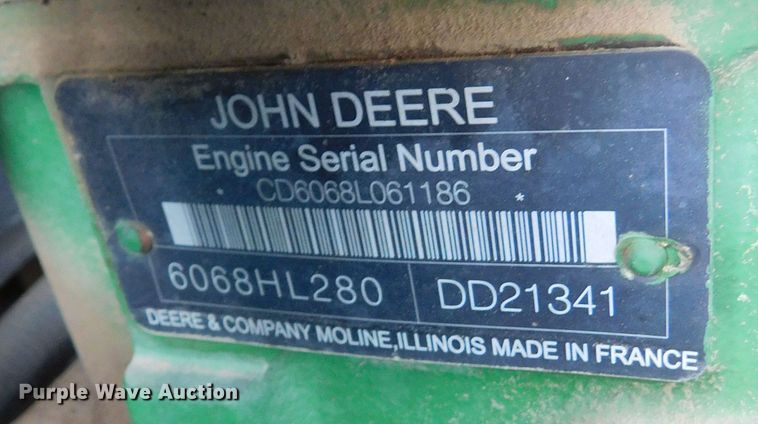 JOHN DEERE
Engine Serial Number
* CD6068L061186 *
6068HL280 DD21341
DEERE & COMPANY MOLINE,ILLINOIS MADE IN FRANCE
Purple Wave Auction